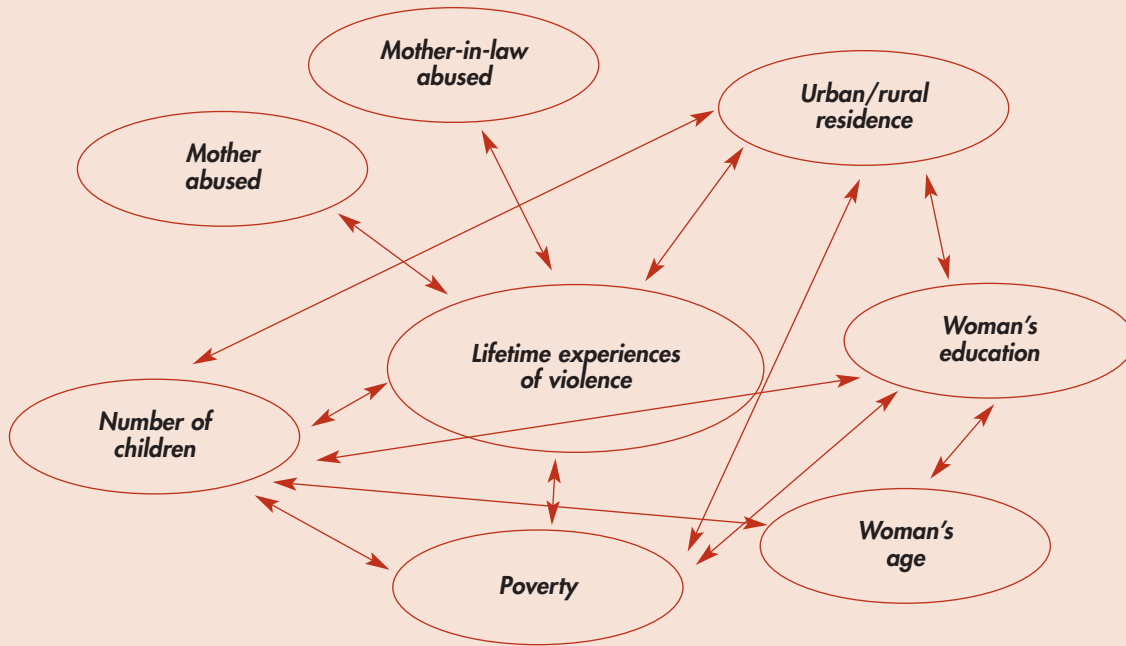 Mother-in-law
abused
Urban/rural
residence
Mother
abused
Lifetime experiences
of violence
Woman's
education
Number of
children
Woman's
age
Poverty